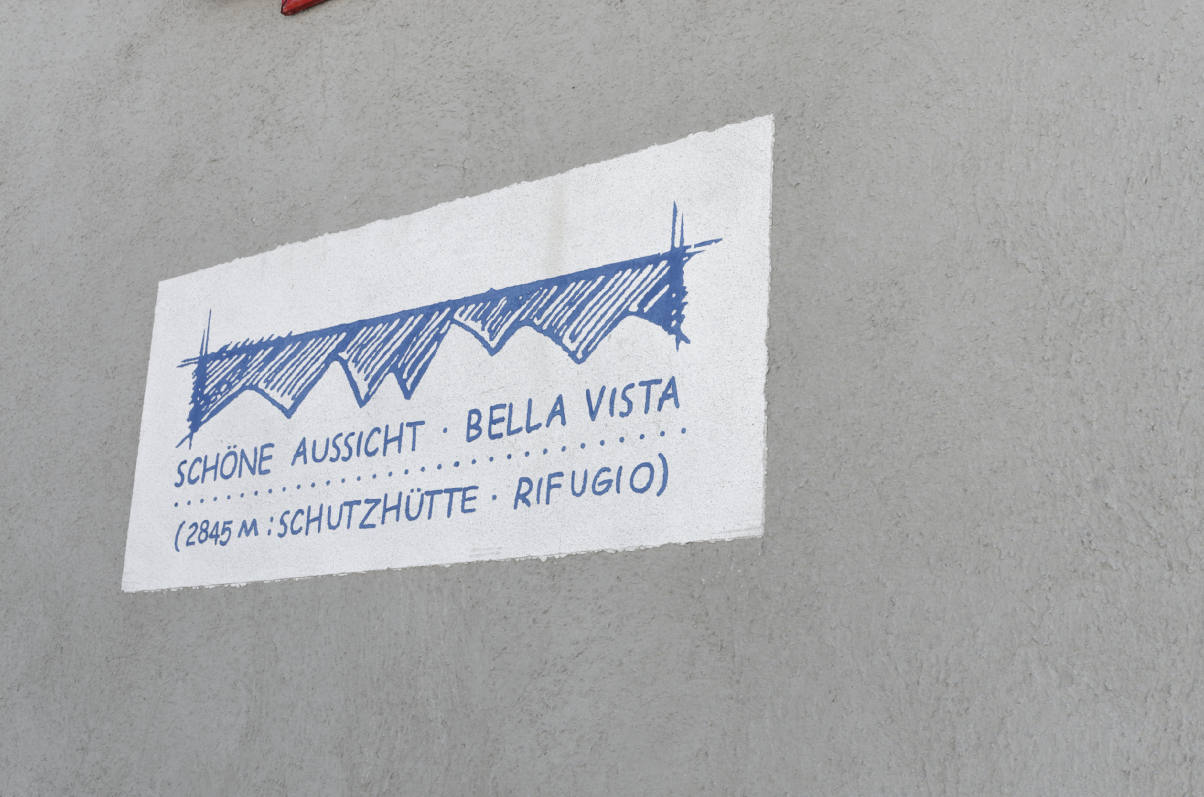 SCHÖNE AUSSICHT · BELLA VISTA
(2845 M : SCHUTZHÜTTE · RIFUGIO)